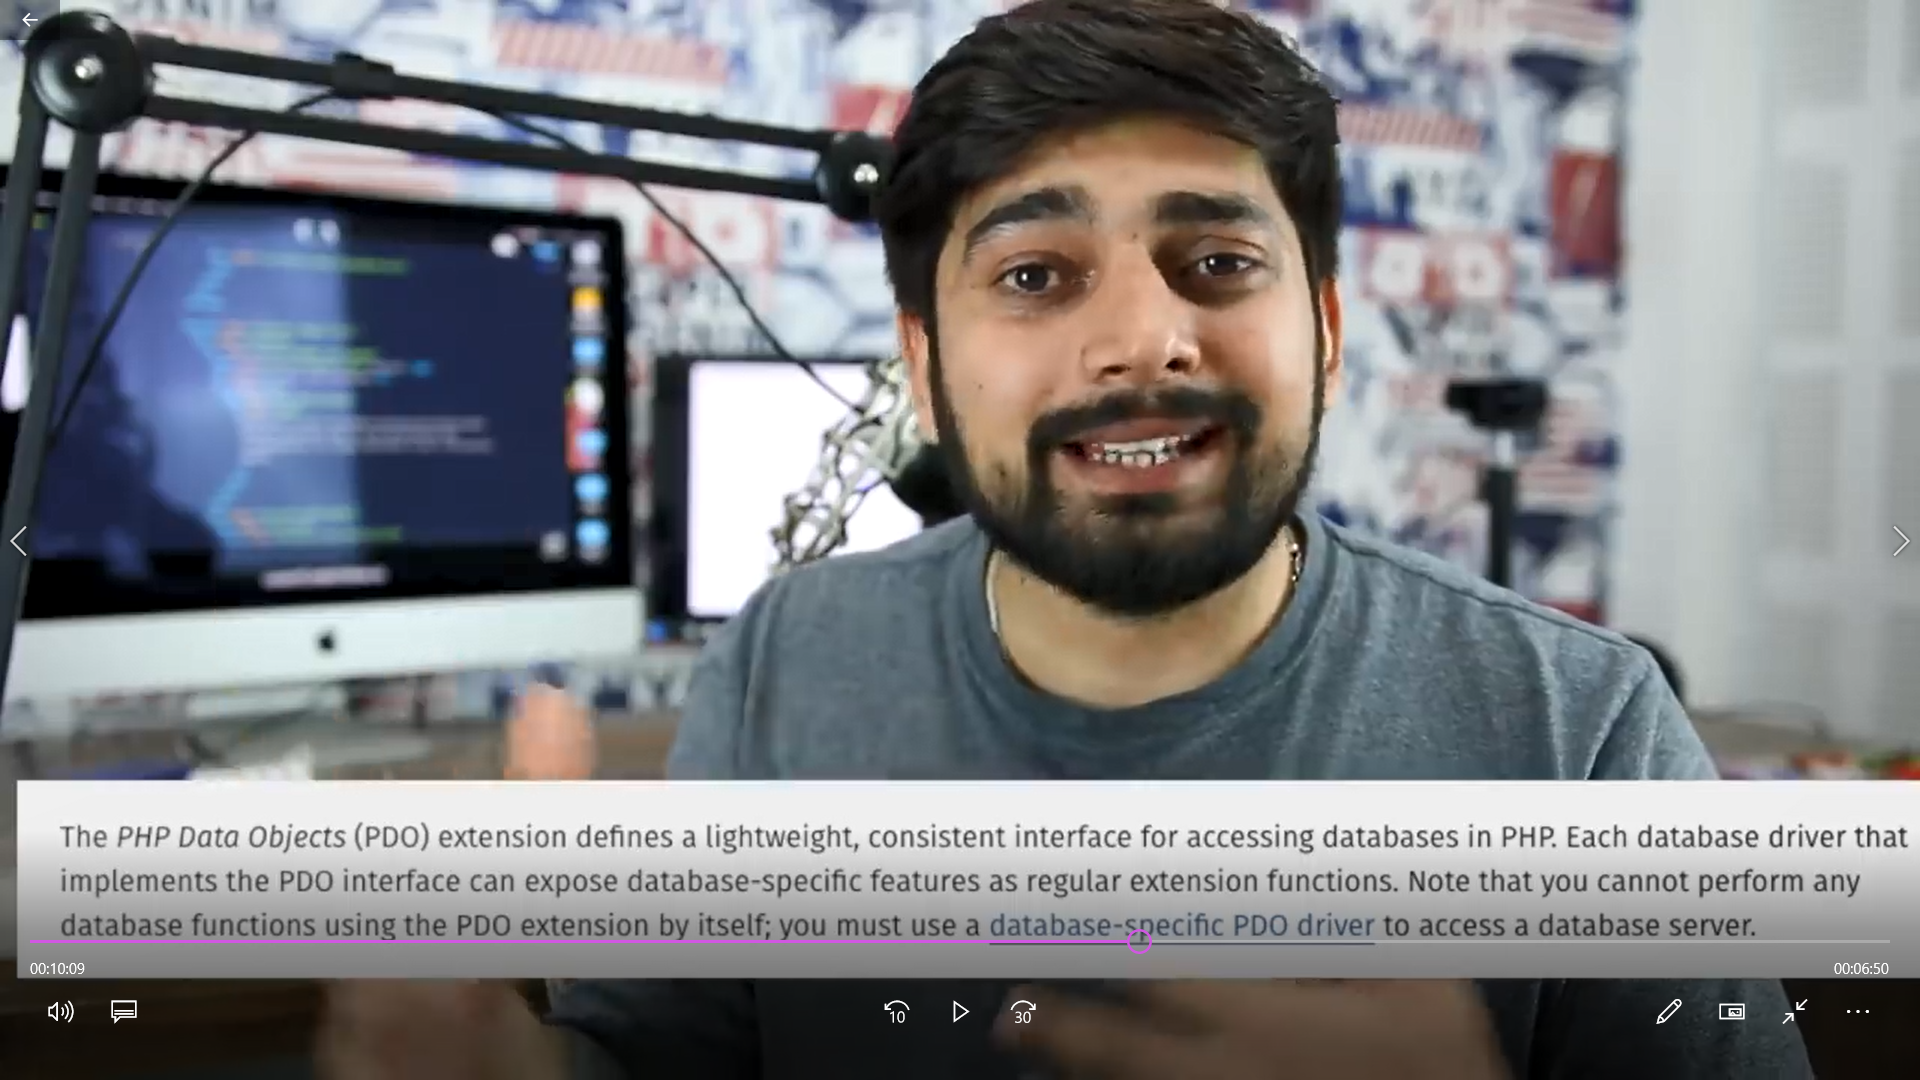 The PHP Data Objects (PDO) extension defines a lightweight, consistent interface for accessing databases in PHP. Each database driver that
implements the PDO interface can expose database-specific features as regular extension functions. Note that you cannot perform any
database functions using the PDO extension by itself; you must use a database-specific PDO driver to access a database server.
00:10:09
00:06:50
10
30